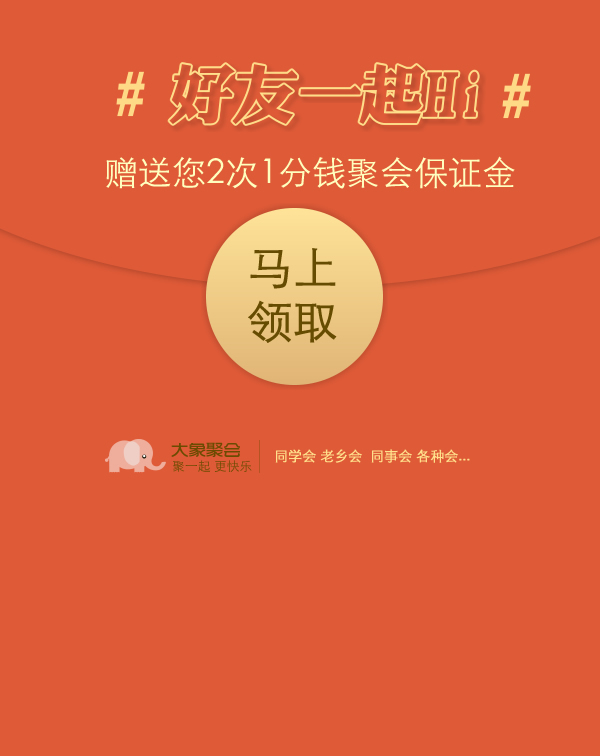 # 好友一起Hi #
赠送您2次1分钱聚会保证金
马上
领取
大象聚会
聚一起 更快乐
同学会 老乡会 同事会 各种会...